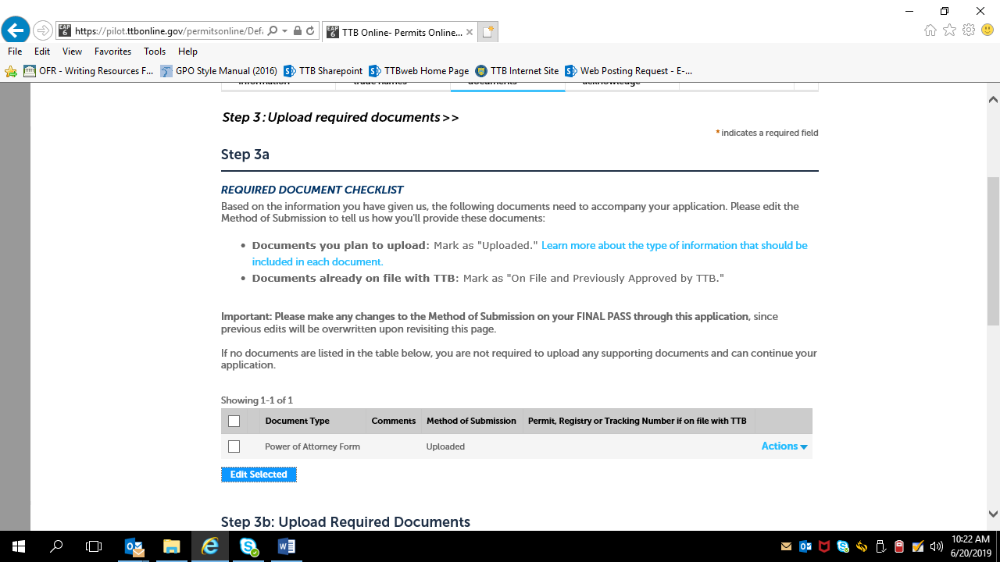 https://pilot.ttbonline.gov/permitsonline/Defa
TTB Online- Permits Online...
File Edit View Favorites Tools Help
OFR - Writing Resources F... GPO Style Manual (2016) TTB Sharepoint TTBweb Home Page TTB Internet Site Web Posting Request - E-...
information trade names documents acknowledge
Step 3 : Upload required documents >>
* indicates a required field
Step 3a
REQUIRED DOCUMENT CHECKLIST
Based on the information you have given us, the following documents need to accompany your application. Please edit the
Method of Submission to tell us how you'll provide these documents:
• Documents you plan to upload: Mark as "Uploaded." Learn more about the type of information that should be
included in each document.
• Documents already on file with TTB: Mark as "On File and Previously Approved by TTB."
Important: Please make any changes to the Method of Submission on your FINAL PASS through this application, since
previous edits will be overwritten upon revisiting this page.
If no documents are listed in the table below, you are not required to upload any supporting documents and can continue your
application.
Showing 1-1 of 1
Document Type Comments Method of Submission Permit, Registry or Tracking Number if on file with TTB
Power of Attorney Form Uploaded Actions
Edit Selected
Step 3b: Upload Required Documents
10:22 AM
6/20/2019